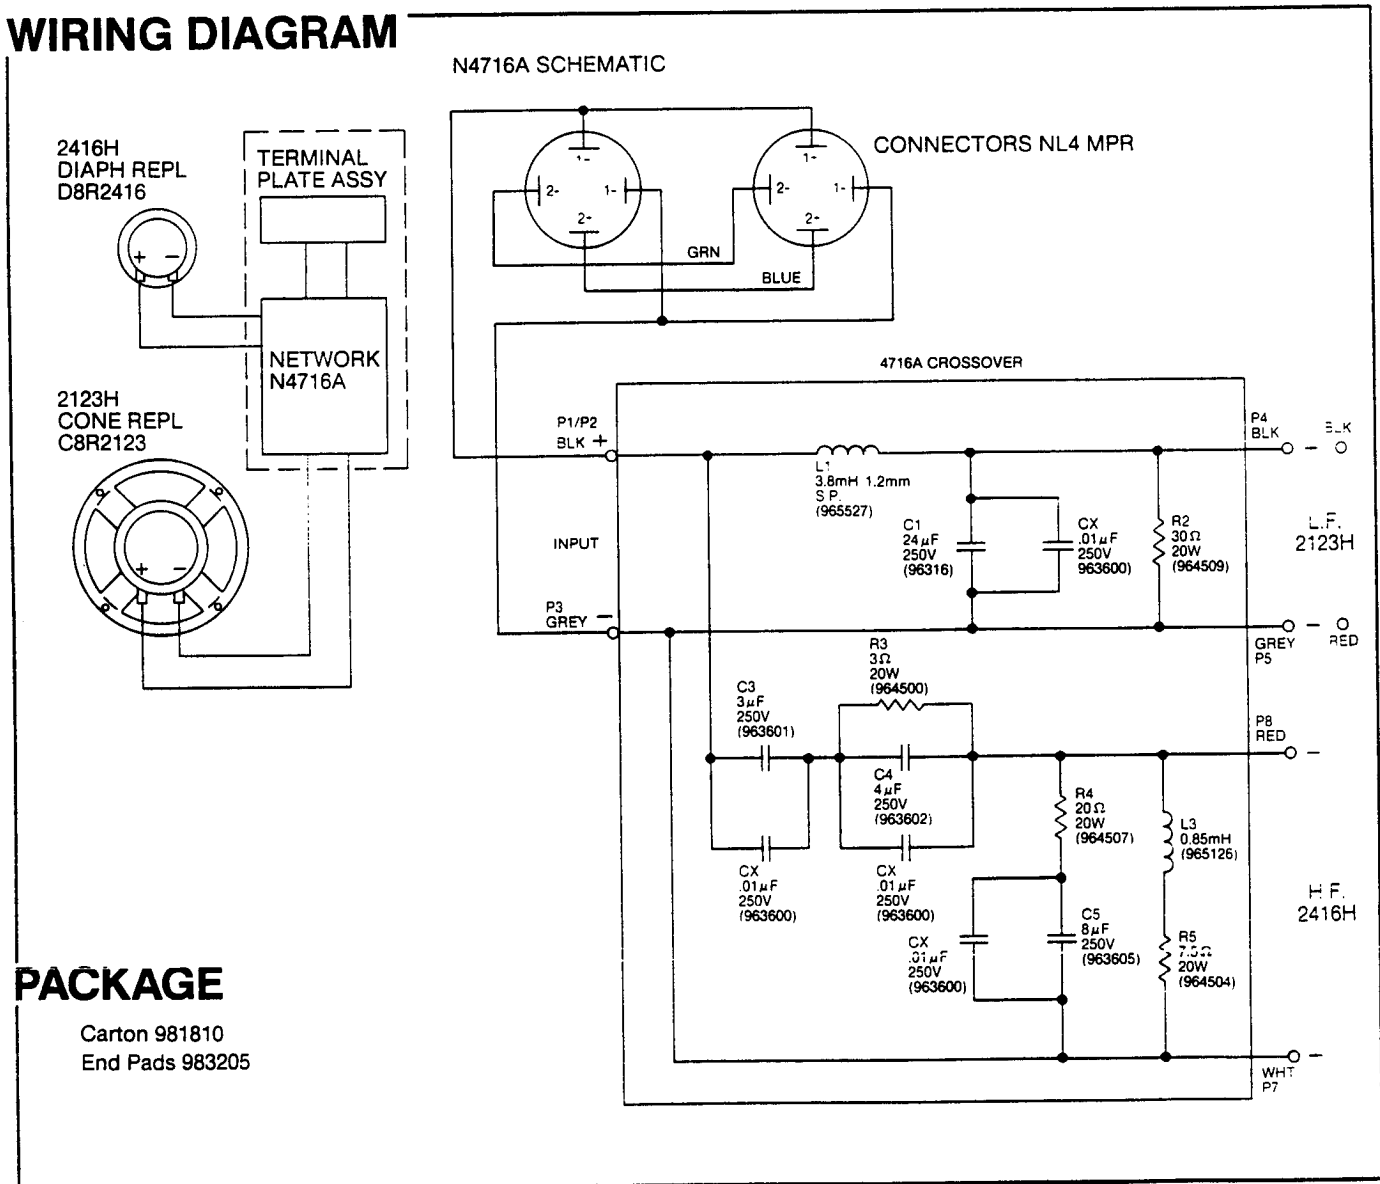 WIRING DIAGRAM
N4716A SCHEMATIC
2416H
DIAPH REPL
D8R2416
TERMINAL
PLATE ASSY
+ −
NETWORK
N4716A
2123H
CONE REPL
C8R2123
+ −
1-
2-
1-
2+
1+
2-
1-
2+
CONNECTORS NL4 MPR
GRN
BLUE
4716A CROSSOVER
P1/P2
BLK +
INPUT
P3
GREY −
L1
3.8mH 1.2mm
S P.
(965527)
C1
24µF
250V
(96316)
CX
.01µF
250V
963600)
R2
30Ω
20W
(964509)
P4
BLK
−
BLK
L.F.
2123H
GREY
P5
−
RED
R3
3Ω
20W
(964500)
C3
3µF
250V
(963601)
C4
4µF
250V
(963602)
CX
.01µF
250V
(963600)
CX
.01µF
250V
(963600)
P8
RED
−
R4
20Ω
20W
(964507)
L3
0.85mH
(965126)
CX
.01µF
250V
(963600)
C5
8µF
250V
(963605)
R5
20W
(964504)
H F.
2416H
WHT
P7
−
PACKAGE
Carton 981810
End Pads 983205